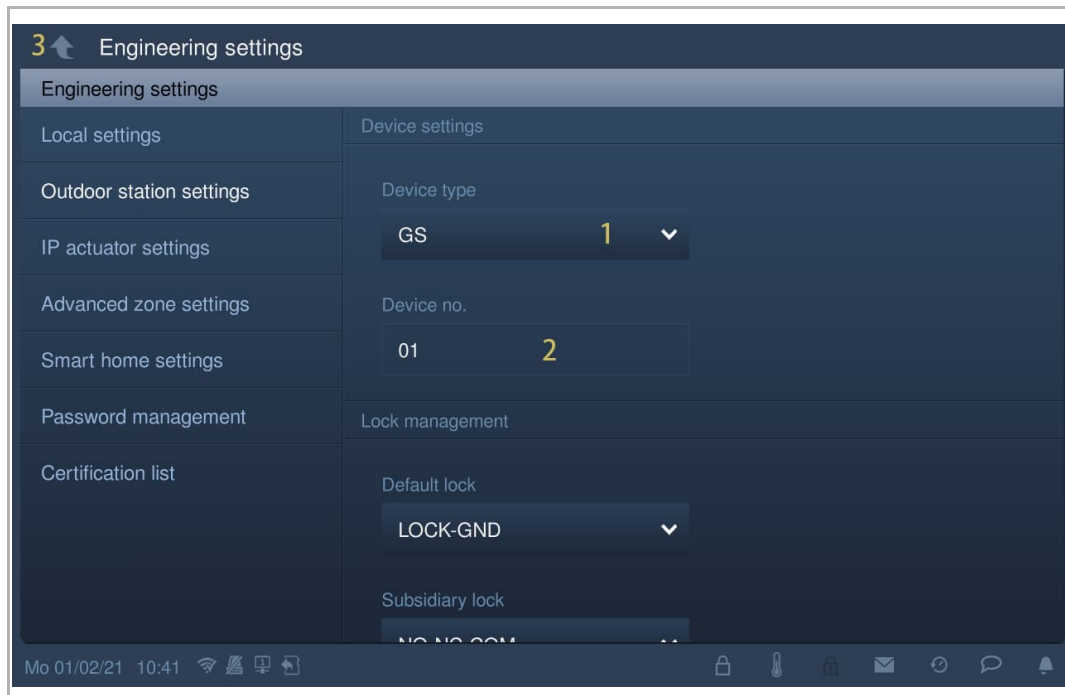 3 Engineering settings
Engineering settings
Local settings
Outdoor station settings
IP actuator settings
Advanced zone settings
Smart home settings
Password management
Certification list
Device settings
Device type
GS 1
Device no.
01 2
Lock management
Default lock
LOCK-GND
Subsidiary lock
Mo 01/02/21 10:41